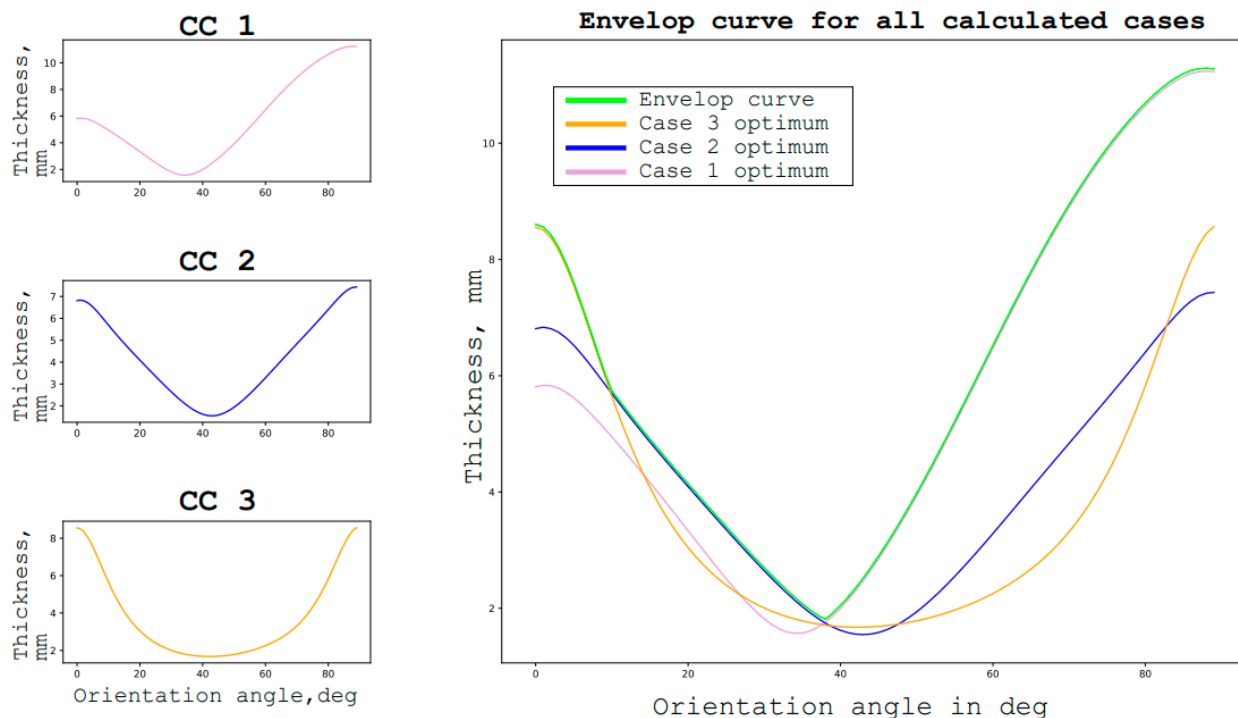 CC 1
Thickness,
mm
10
8
6
4
2
0 20 40 60 80
CC 2
Thickness,
mm
7
6
5
4
3
2
0 20 40 60 80
CC 3
Thickness,
mm
8
6
4
2
0 20 40 60 80
Orientation angle,deg
Envelop curve for all calculated cases
Envelop curve
Case 3 optimum
Case 2 optimum
Case 1 optimum
Thickness, mm
10
8
6
4
2
0 20 40 60 80
Orientation angle in deg